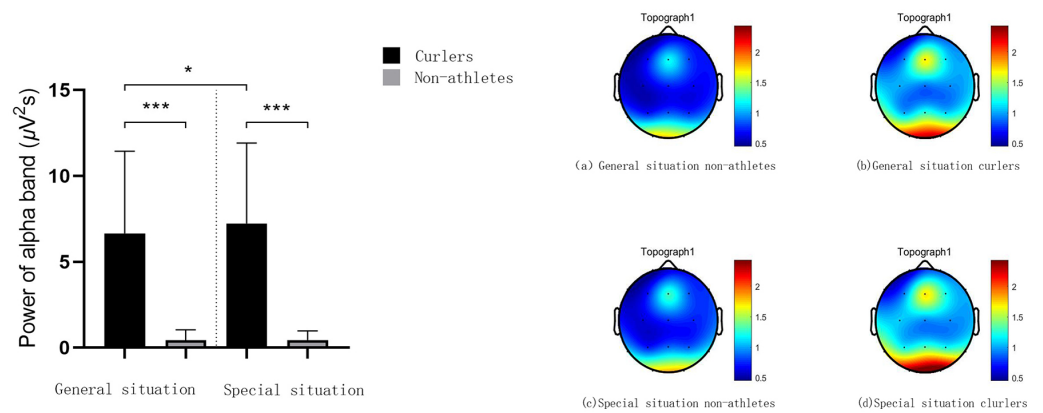 Curlers
Non-athletes
*
***
***
Power of alpha band (μV²s)
15
10
5
0
General situation
Special situation
Topograph1
2
1.5
1
0.5
(a) General situation non-athletes
Topograph1
2
1.5
1
0.5
(b)General situation curlers
Topograph1
2
1.5
1
0.5
(c)Special situation non-athletes
Topograph1
2
1.5
1
0.5
(d)Special situation clurlers